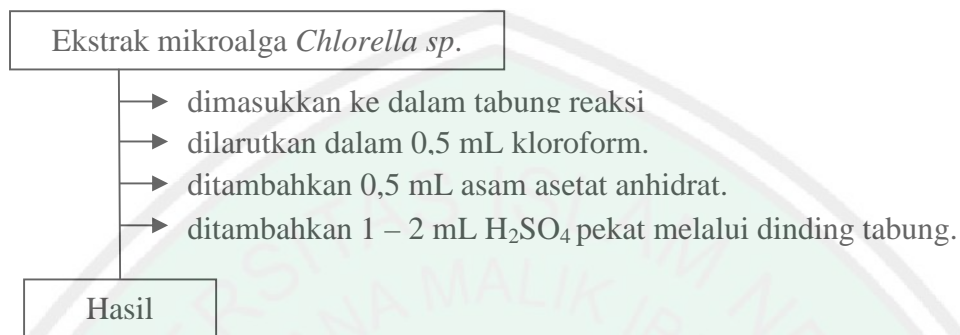 Ekstrak mikroalga Chlorella sp.
dimasukkan ke dalam tabung reaksi
dilarutkan dalam 0,5 mL kloroform.
ditambahkan 0,5 mL asam asetat anhidrat.
ditambahkan 1 – 2 mL H₂SO₄ pekat melalui dinding tabung.
Hasil